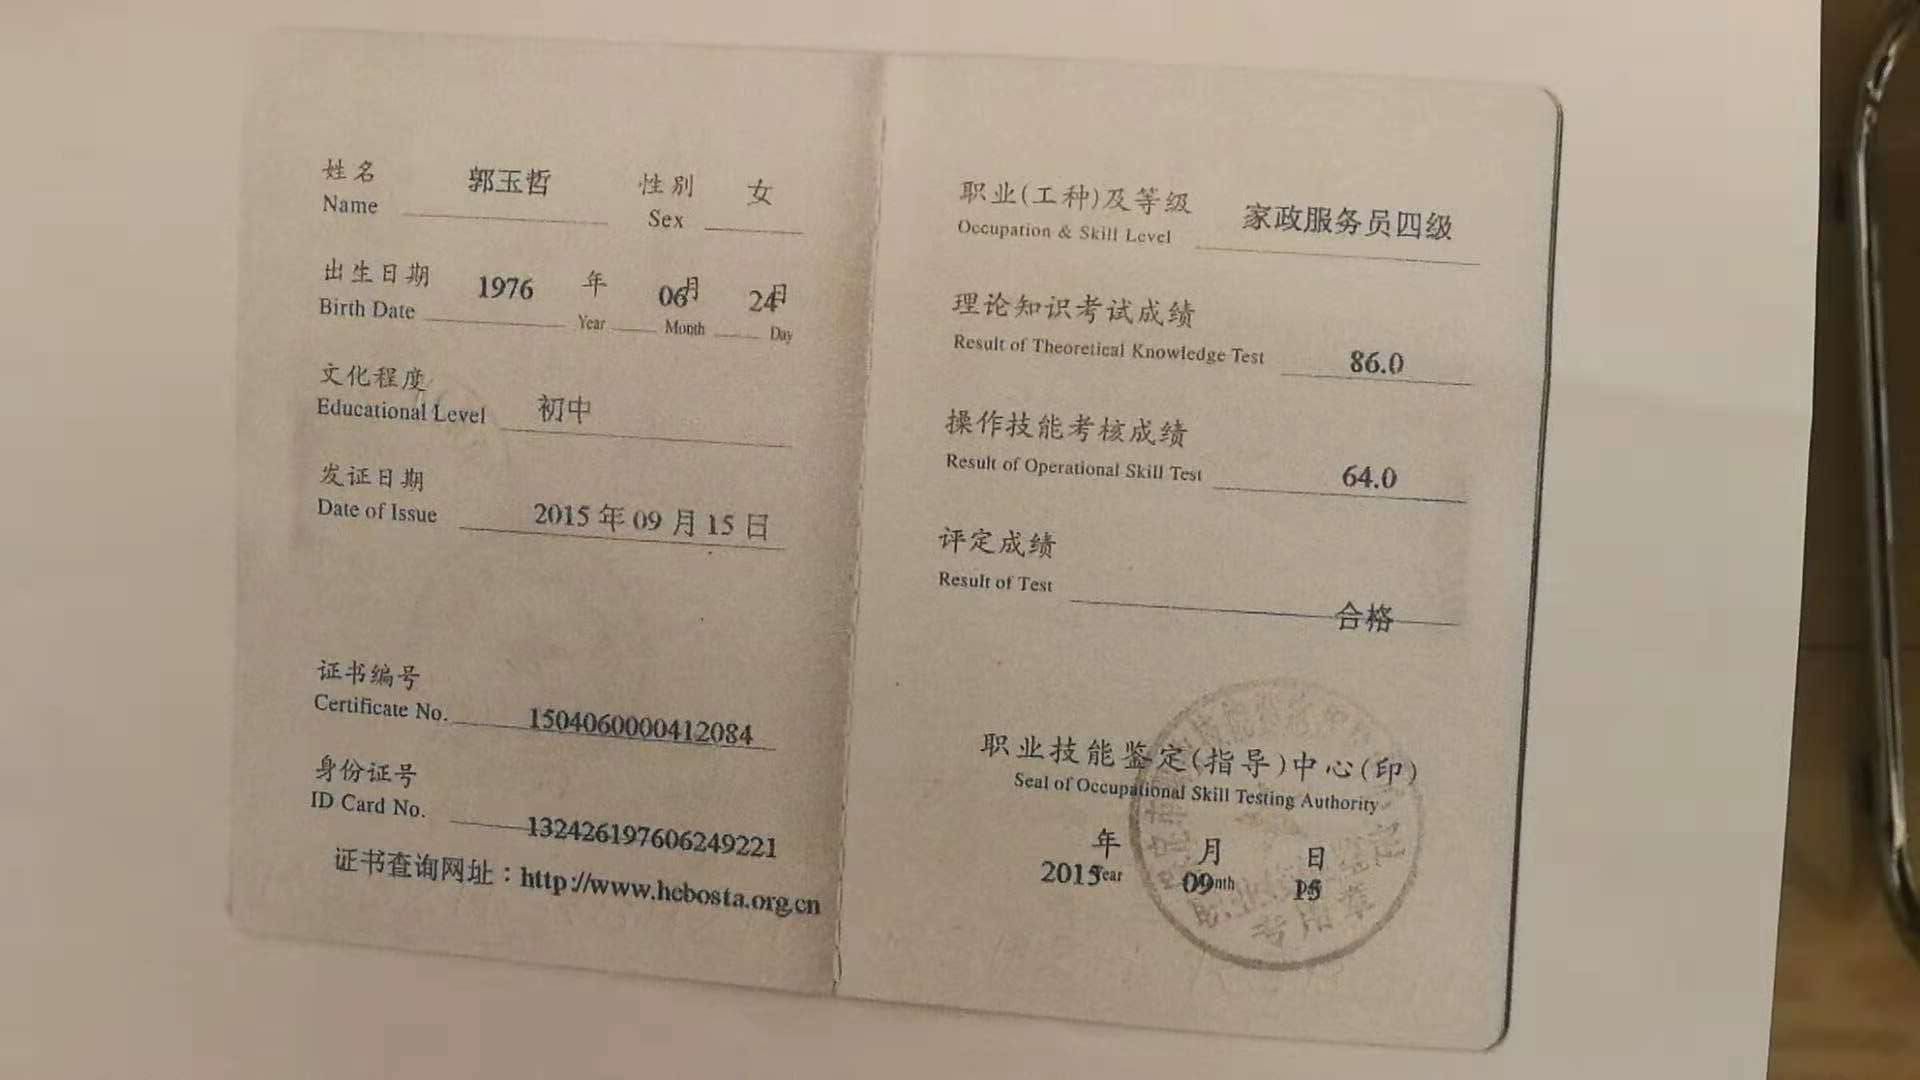 姓名 郭玉哲 性别 女
Name Sex
出生日期 1976 年 06 月 24 日
Birth Date Year Month Day
文化程度
Educational Level 初中
发证日期
Date of Issue 2015 年 09 月 15 日
证书编号
Certificate No. 1504060000412084
身份证号
ID Card No. 132426197606249221
证书查询网址：http://www.hebosta.org.cn
职业(工种)及等级 家政服务员四级
Occupation & Skill Level
理论知识考试成绩
Result of Theoretical Knowledge Test 86.0
操作技能考核成绩
Result of Operational Skill Test 64.0
评定成绩
Result of Test
合格
职业技能鉴定(指导)中心(印)
Seal of Occupational Skill Testing Authority
年 月 日
2015 09 15
专用章